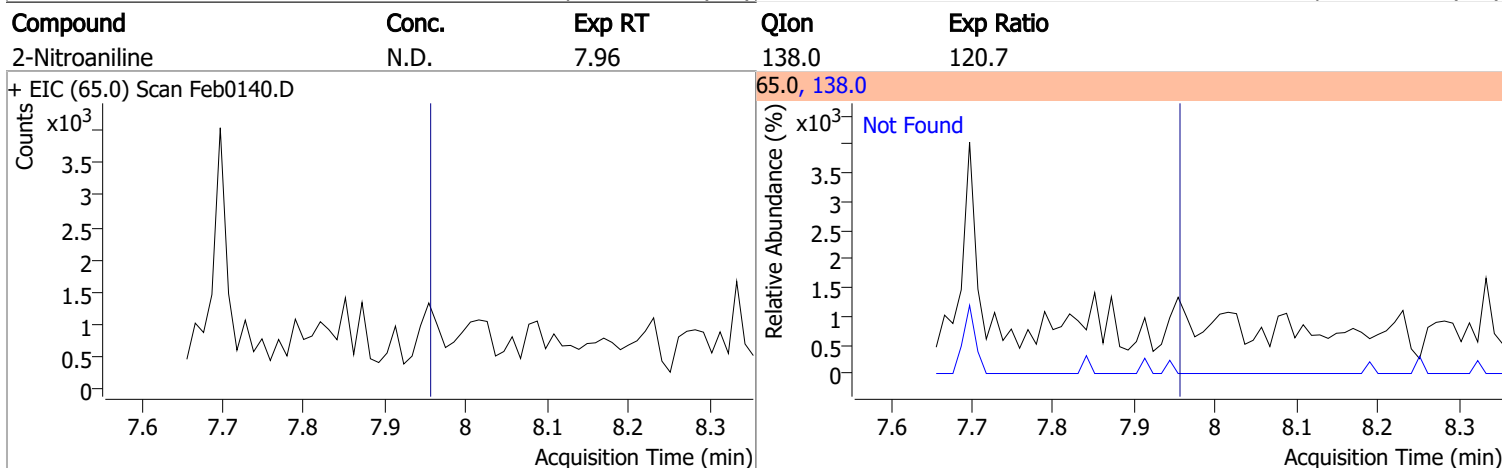 Compound Conc. Exp RT QIon Exp Ratio
2-Nitroaniline N.D. 7.96 138.0 120.7
+ EIC (65.0) Scan Feb0140.D
Counts
x10³
3.5
3
2.5
2
1.5
1
0.5
0
7.6 7.7 7.8 7.9 8 8.1 8.2 8.3
Acquisition Time (min)
65.0, 138.0
Relative Abundance (%)
x10³
Not Found
3.5
3
2.5
2
1.5
1
0.5
0
7.6 7.7 7.8 7.9 8 8.1 8.2 8.3
Acquisition Time (min)